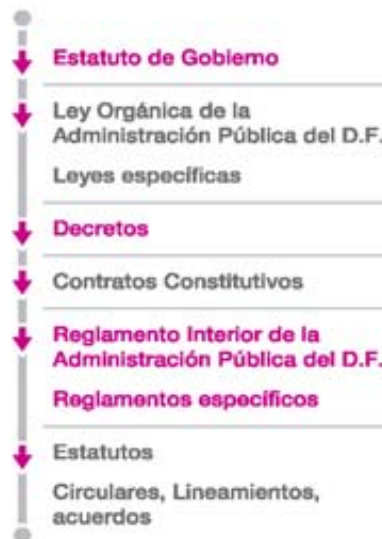 Estatuto de Gobierno
Ley Orgánica de la
Administración Pública del D.F.
Leyes específicas
Decretos
Contratos Constitutivos
Reglamento Interior de la
Administración Pública del D.F.
Reglamentos específicos
Estatutos
Circulares, Lineamientos,
acuerdos